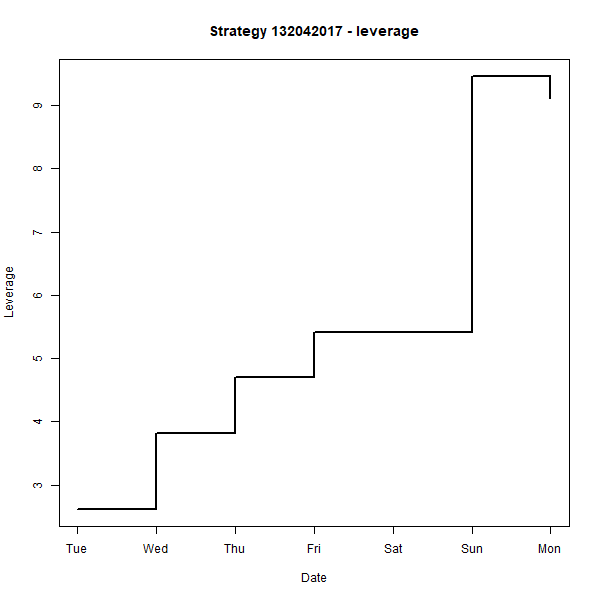 Strategy 132042017 - leverage
Leverage
9
8
7
6
5
4
3
Tue Wed Thu Fri Sat Sun Mon
Date